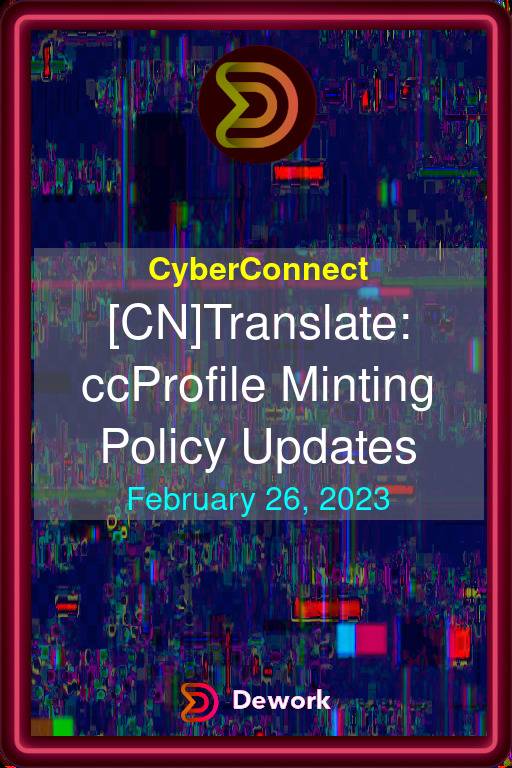 CyberConnect
[CN]Translate:
ccProfile Minting
Policy Updates
February 26, 2023
Dework